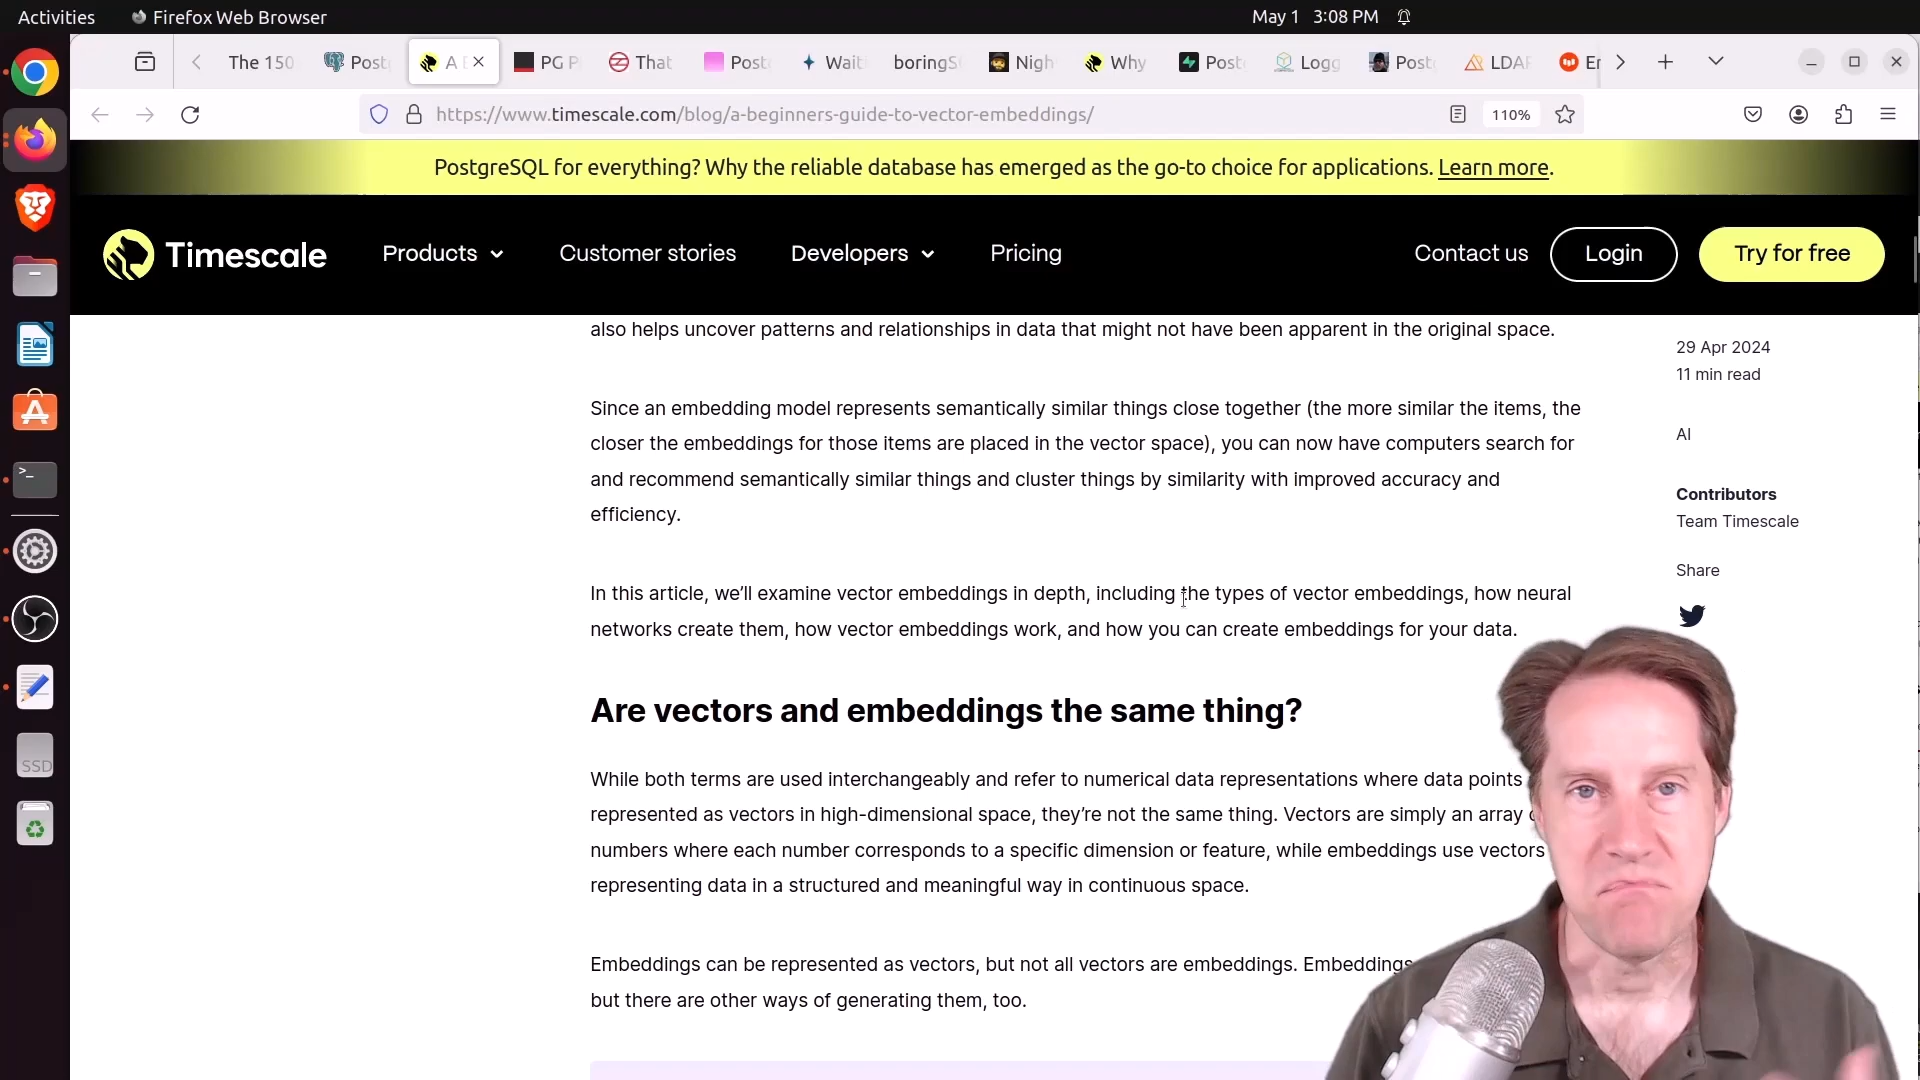 Activities
Firefox Web Browser
May 1 3:08 PM
The 150
Post
A
PG P
That
Post
Wait
boringS
Nigh
Why
Post
Logg
Post
LDA
Er
https://www.timescale.com/blog/a-beginners-guide-to-vector-embeddings/
110%
PostgreSQL for everything? Why the reliable database has emerged as the go-to choice for applications. Learn more.
Timescale
Products
Customer stories
Developers
Pricing
Contact us
Login
Try for free
also helps uncover patterns and relationships in data that might not have been apparent in the original space.
Since an embedding model represents semantically similar things close together (the more similar the items, the
closer the embeddings for those items are placed in the vector space), you can now have computers search for
and recommend semantically similar things and cluster things by similarity with improved accuracy and
efficiency.
In this article, we’ll examine vector embeddings in depth, including the types of vector embeddings, how neural
networks create them, how vector embeddings work, and how you can create embeddings for your data.
Are vectors and embeddings the same thing?
While both terms are used interchangeably and refer to numerical data representations where data points
represented as vectors in high-dimensional space, they’re not the same thing. Vectors are simply an array
numbers where each number corresponds to a specific dimension or feature, while embeddings use vectors
representing data in a structured and meaningful way in continuous space.
Embeddings can be represented as vectors, but not all vectors are embeddings. Embeddings
but there are other ways of generating them, too.
29 Apr 2024
11 min read
AI
Contributors
Team Timescale
Share
SSD